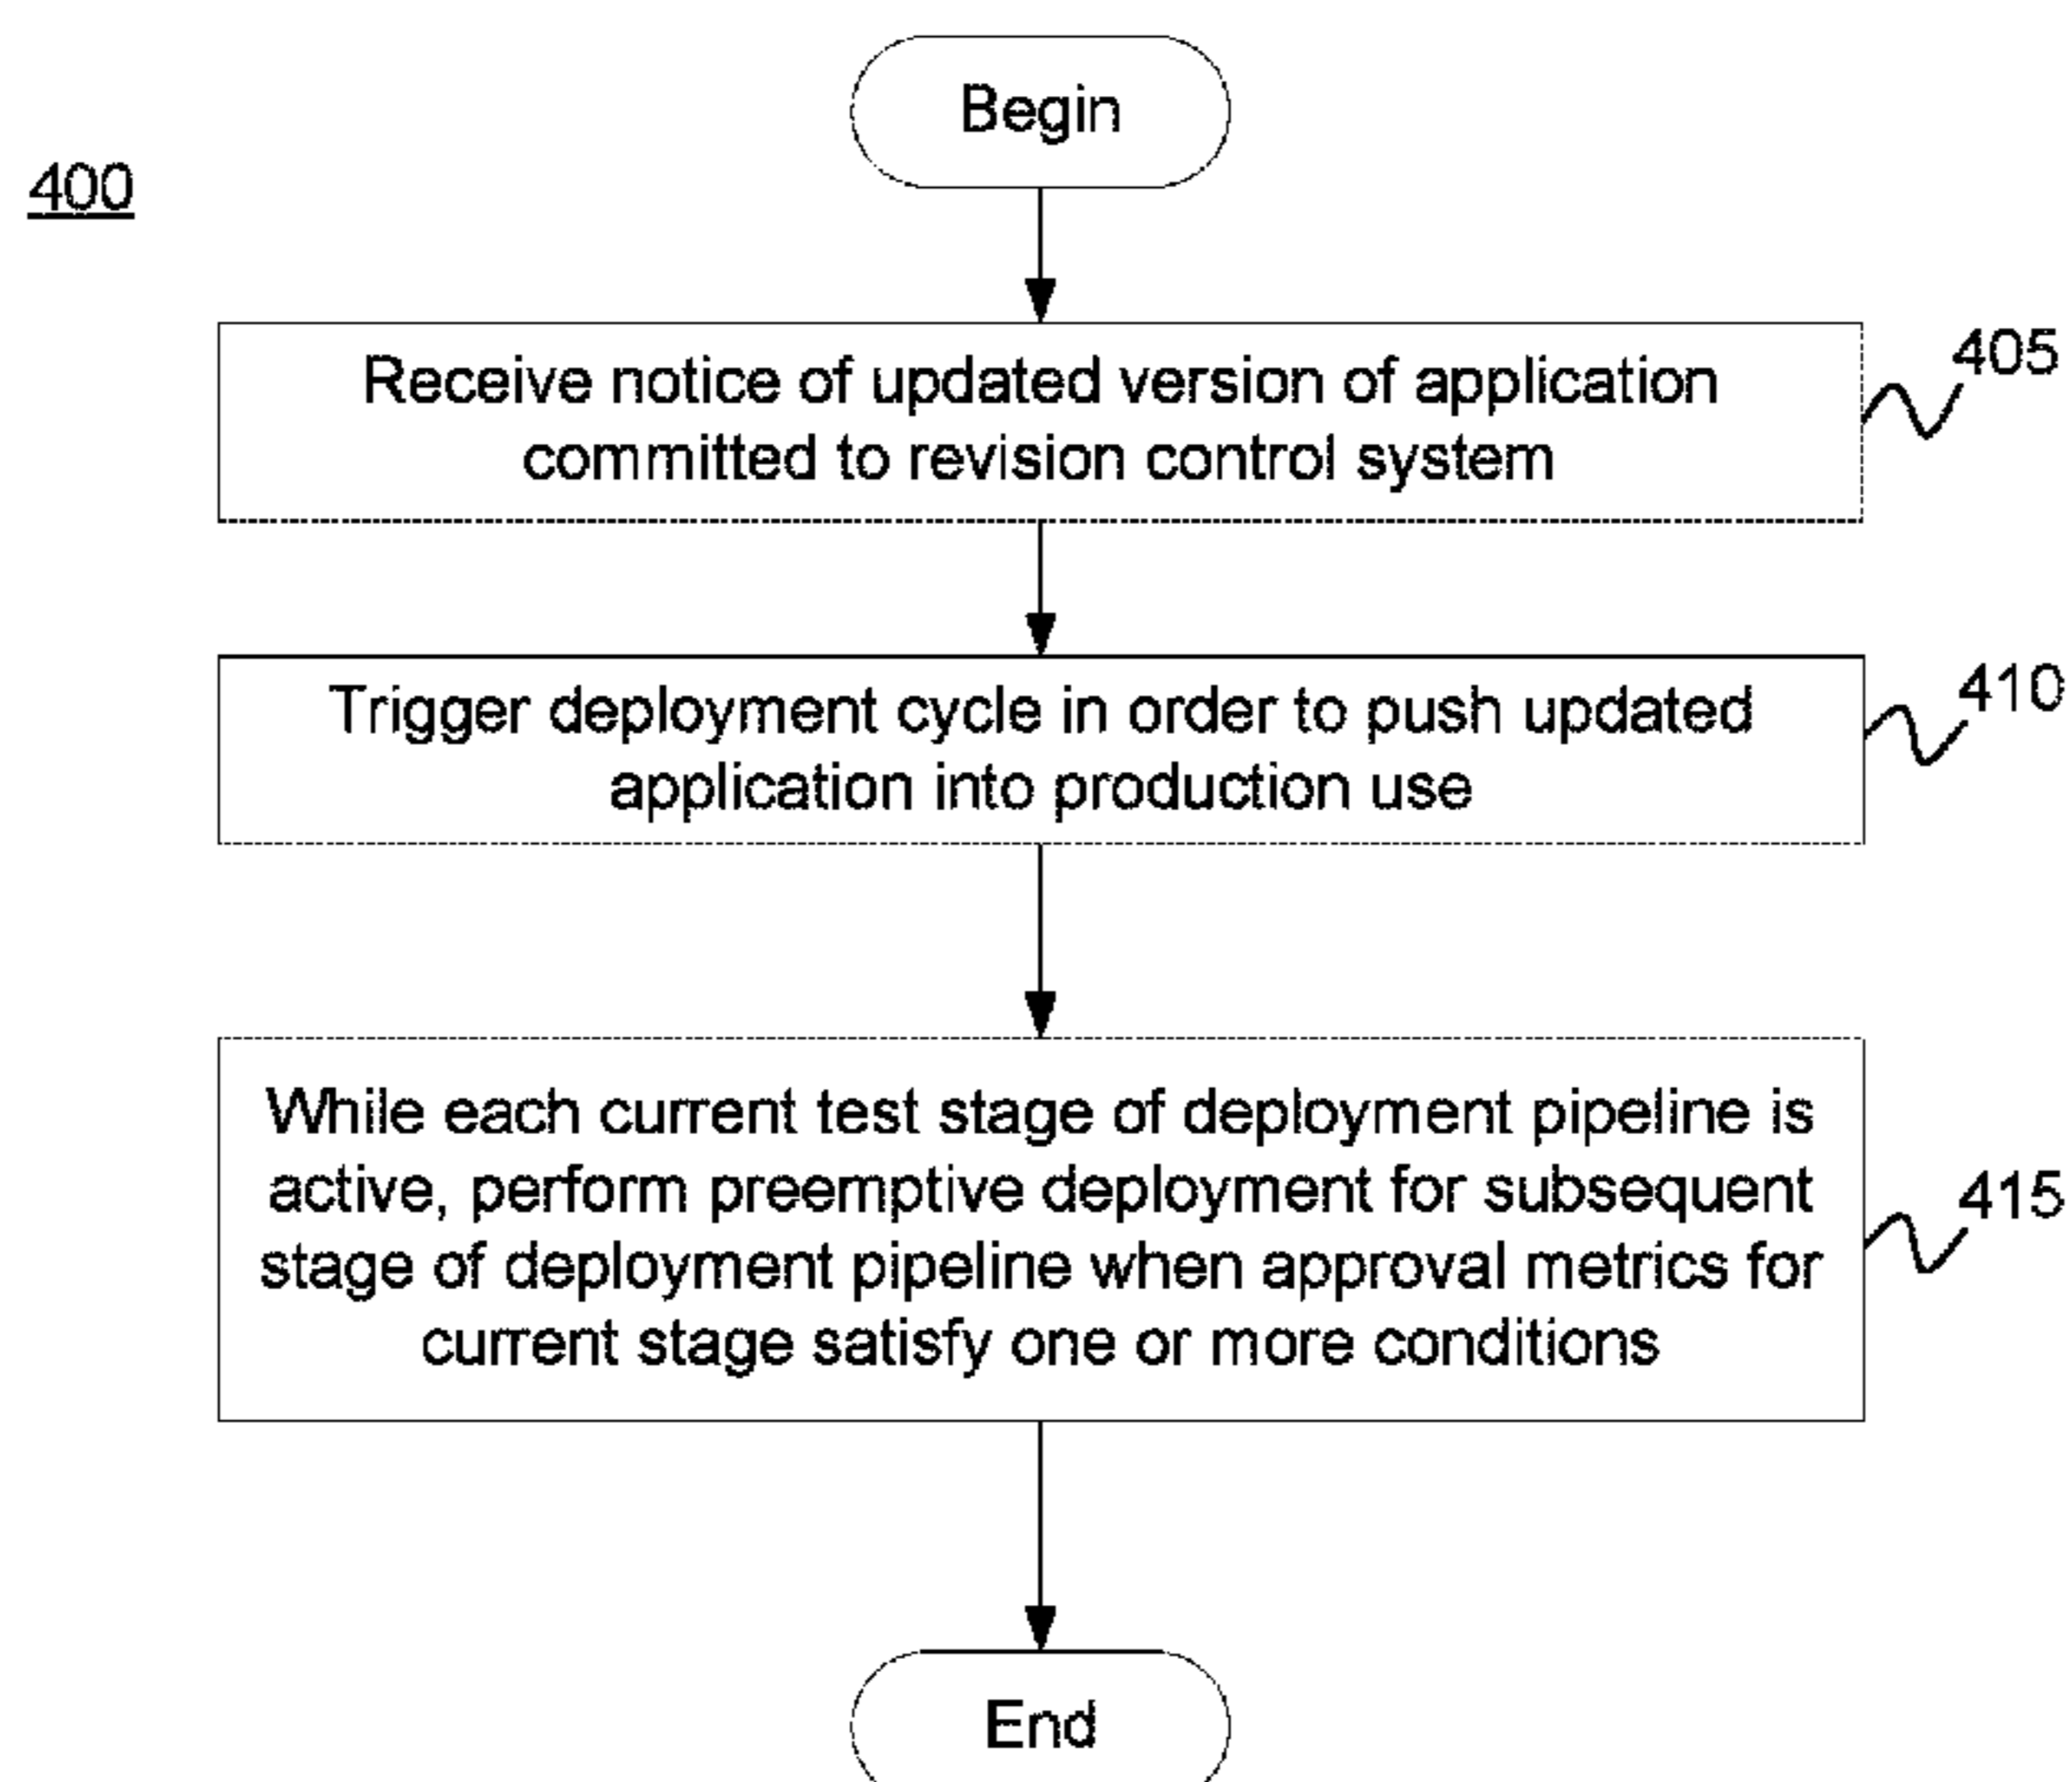 Begin
400
Receive notice of updated version of application
committed to revision control system
405
Trigger deployment cycle in order to push updated
application into production use
410
While each current test stage of deployment pipeline is
active, perform preemptive deployment for subsequent
stage of deployment pipeline when approval metrics for
current stage satisfy one or more conditions
415
End